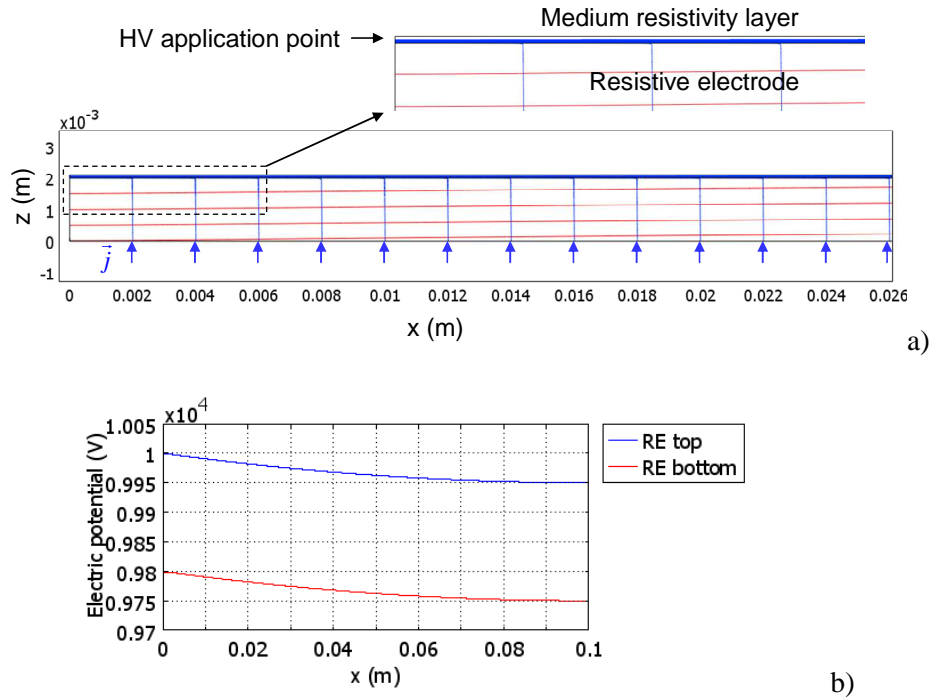 Medium resistivity layer
HV application point
Resistive electrode
x10⁻³
3
2
1
0
-1
z (m)
j
0 0.002 0.004 0.006 0.008 0.01 0.012 0.014 0.016 0.018 0.02 0.022 0.024 0.026
x (m)
a)
x10⁴
1.005
1
0.995
0.99
0.985
0.98
0.975
0.97
Electric potential (V)
RE top
RE bottom
0 0.02 0.04 0.06 0.08 0.1
x (m)
b)